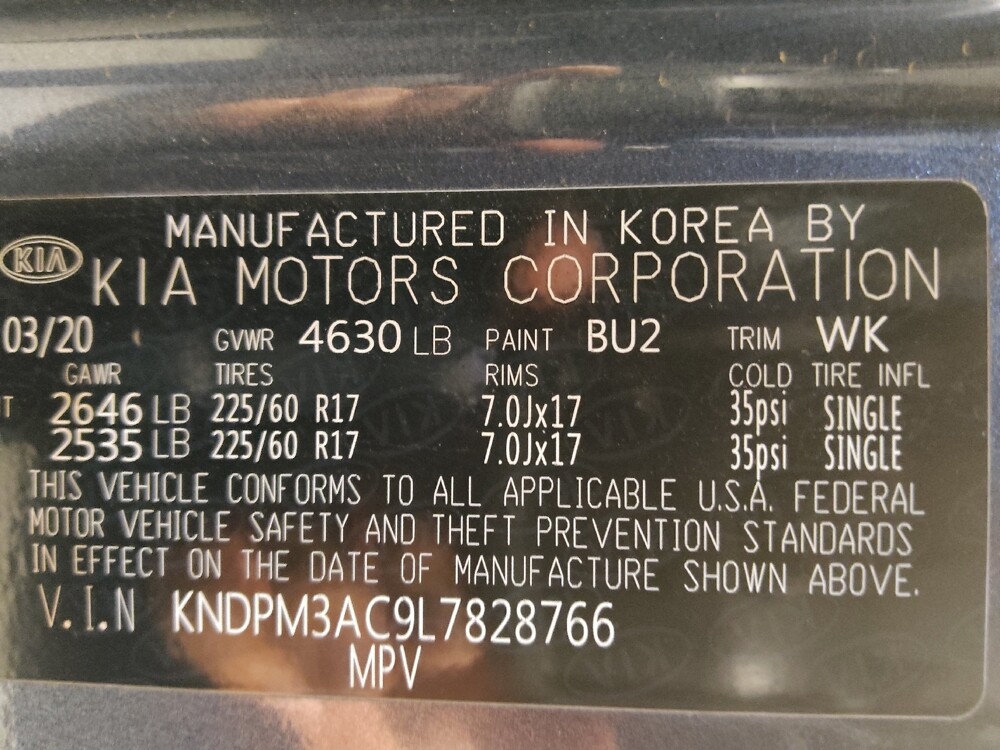 MANUFACTURED IN KOREA BY
KIA KIA MOTORS CORPORATION
03/20 GVWR 4630 LB PAINT BU2 TRIM WK
GAWR TIRES RIMS COLD TIRE INFL
T 2646 LB 225/60 R17 7.0Jx17 35psi SINGLE
2535 LB 225/60 R17 7.0Jx17 35psi SINGLE
THIS VEHICLE CONFORMS TO ALL APPLICABLE U.S.A. FEDERAL
MOTOR VEHICLE SAFETY AND THEFT PREVENTION STANDARDS
IN EFFECT ON THE DATE OF MANUFACTURE SHOWN ABOVE.
V.I.N KNDPM3AC9L7828766
MPV